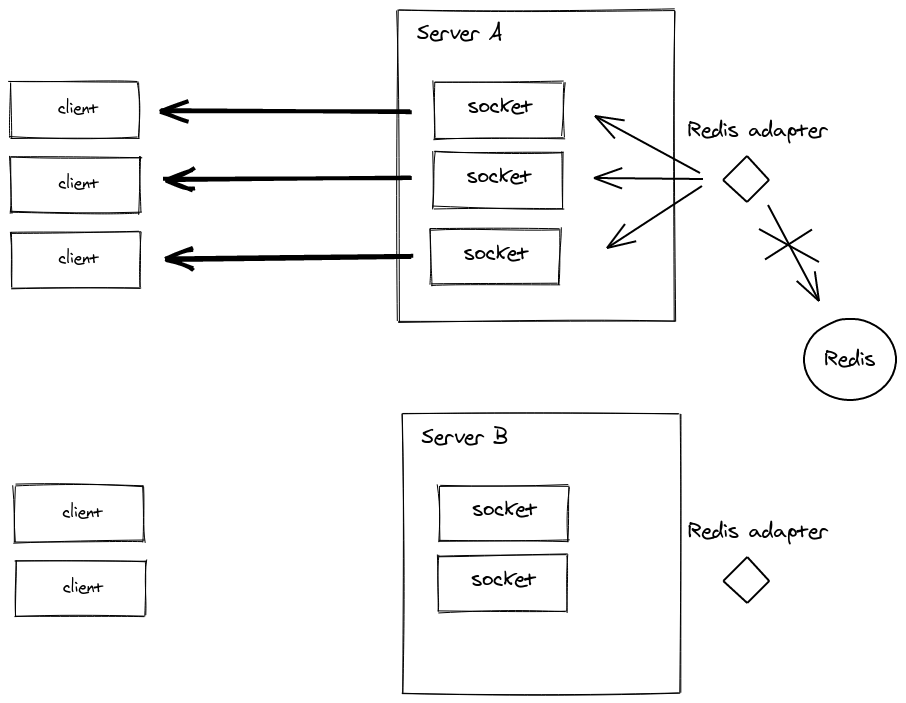 Server A
client
socket
Redis adapter
client
socket
client
socket
Redis
Server B
client
socket
Redis adapter
client
socket